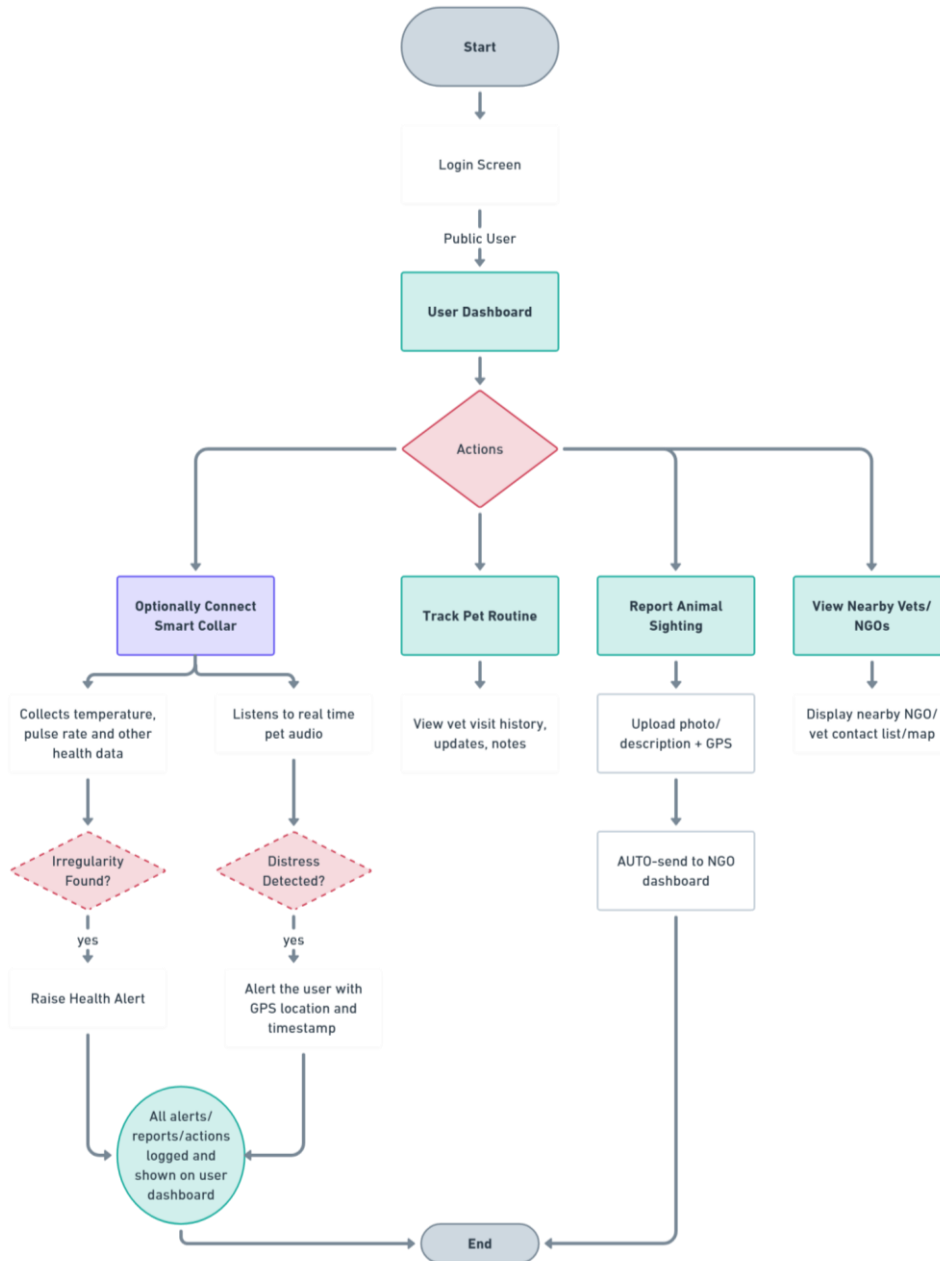 Start
Login Screen
Public User
User Dashboard
Actions
Optionally Connect
Smart Collar
Track Pet Routine
Report Animal
Sighting
View Nearby Vets/
NGOs
Collects temperature,
pulse rate and other
health data
Listens to real time
pet audio
View vet visit history,
updates, notes
Upload photo/
description + GPS
Display nearby NGO/
vet contact list/map
Irregularity
Found?
Distress
Detected?
AUTO-send to NGO
dashboard
yes
yes
Raise Health Alert
Alert the user with
GPS location and
timestamp
All alerts/
reports/actions
logged and
shown on user
dashboard
End